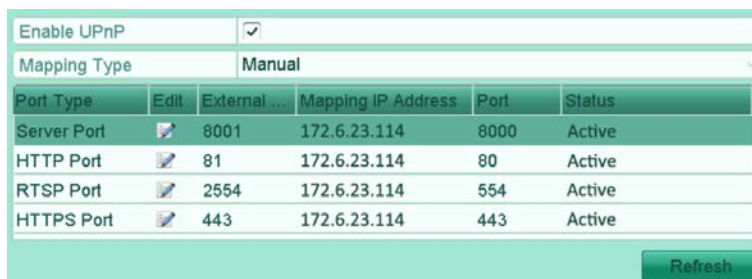 Enable UPnP
Mapping Type Manual
Port Type Edit External ... Mapping IP Address Port Status
Server Port 8001 172.6.23.114 8000 Active
HTTP Port 81 172.6.23.114 80 Active
RTSP Port 2554 172.6.23.114 554 Active
HTTPS Port 443 172.6.23.114 443 Active
Refresh